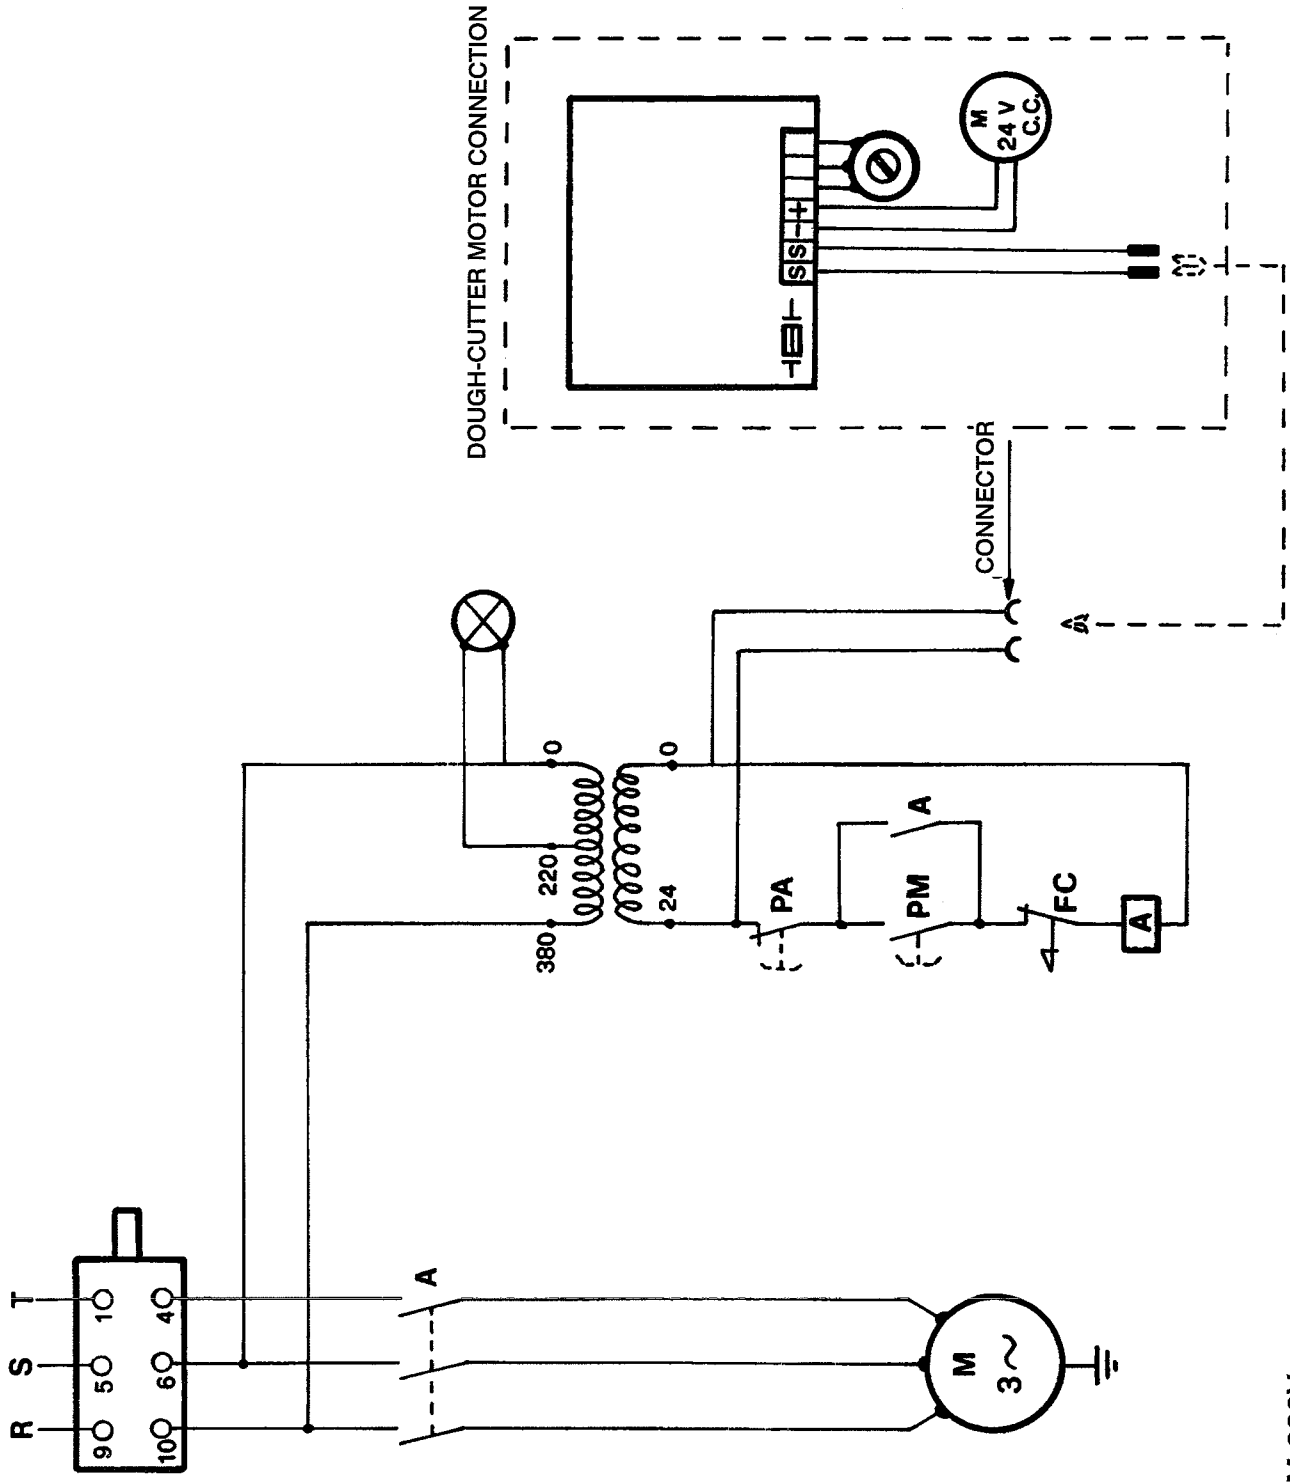 DOUGH-CUTTER MOTOR CONNECTION
M
24 V
C.C.
+
-
S
S
CONNECTOR
0
220
380
0
24
PA
A
PM
FC
A
T
S
R
1
5
9
4
6
10
A
M
3~